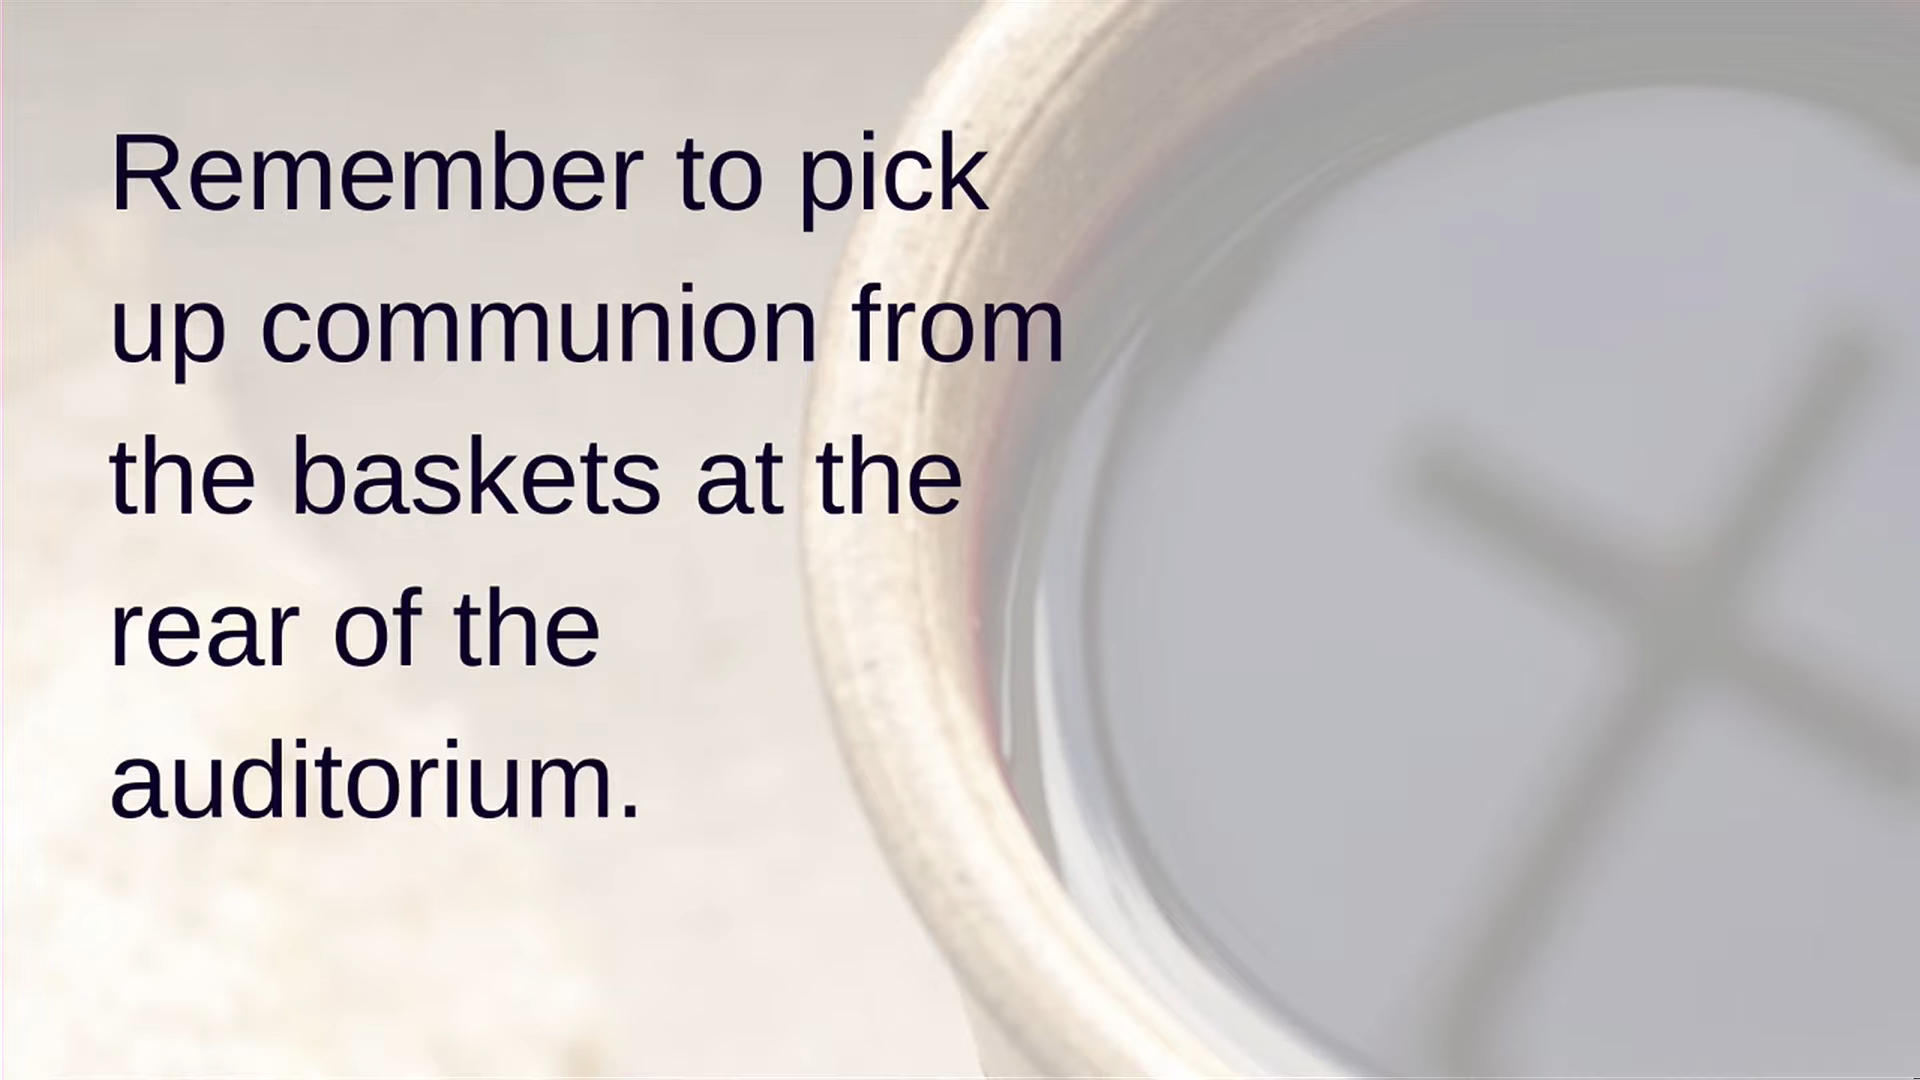 Remember to pick
up communion from
the baskets at the
rear of the
auditorium.